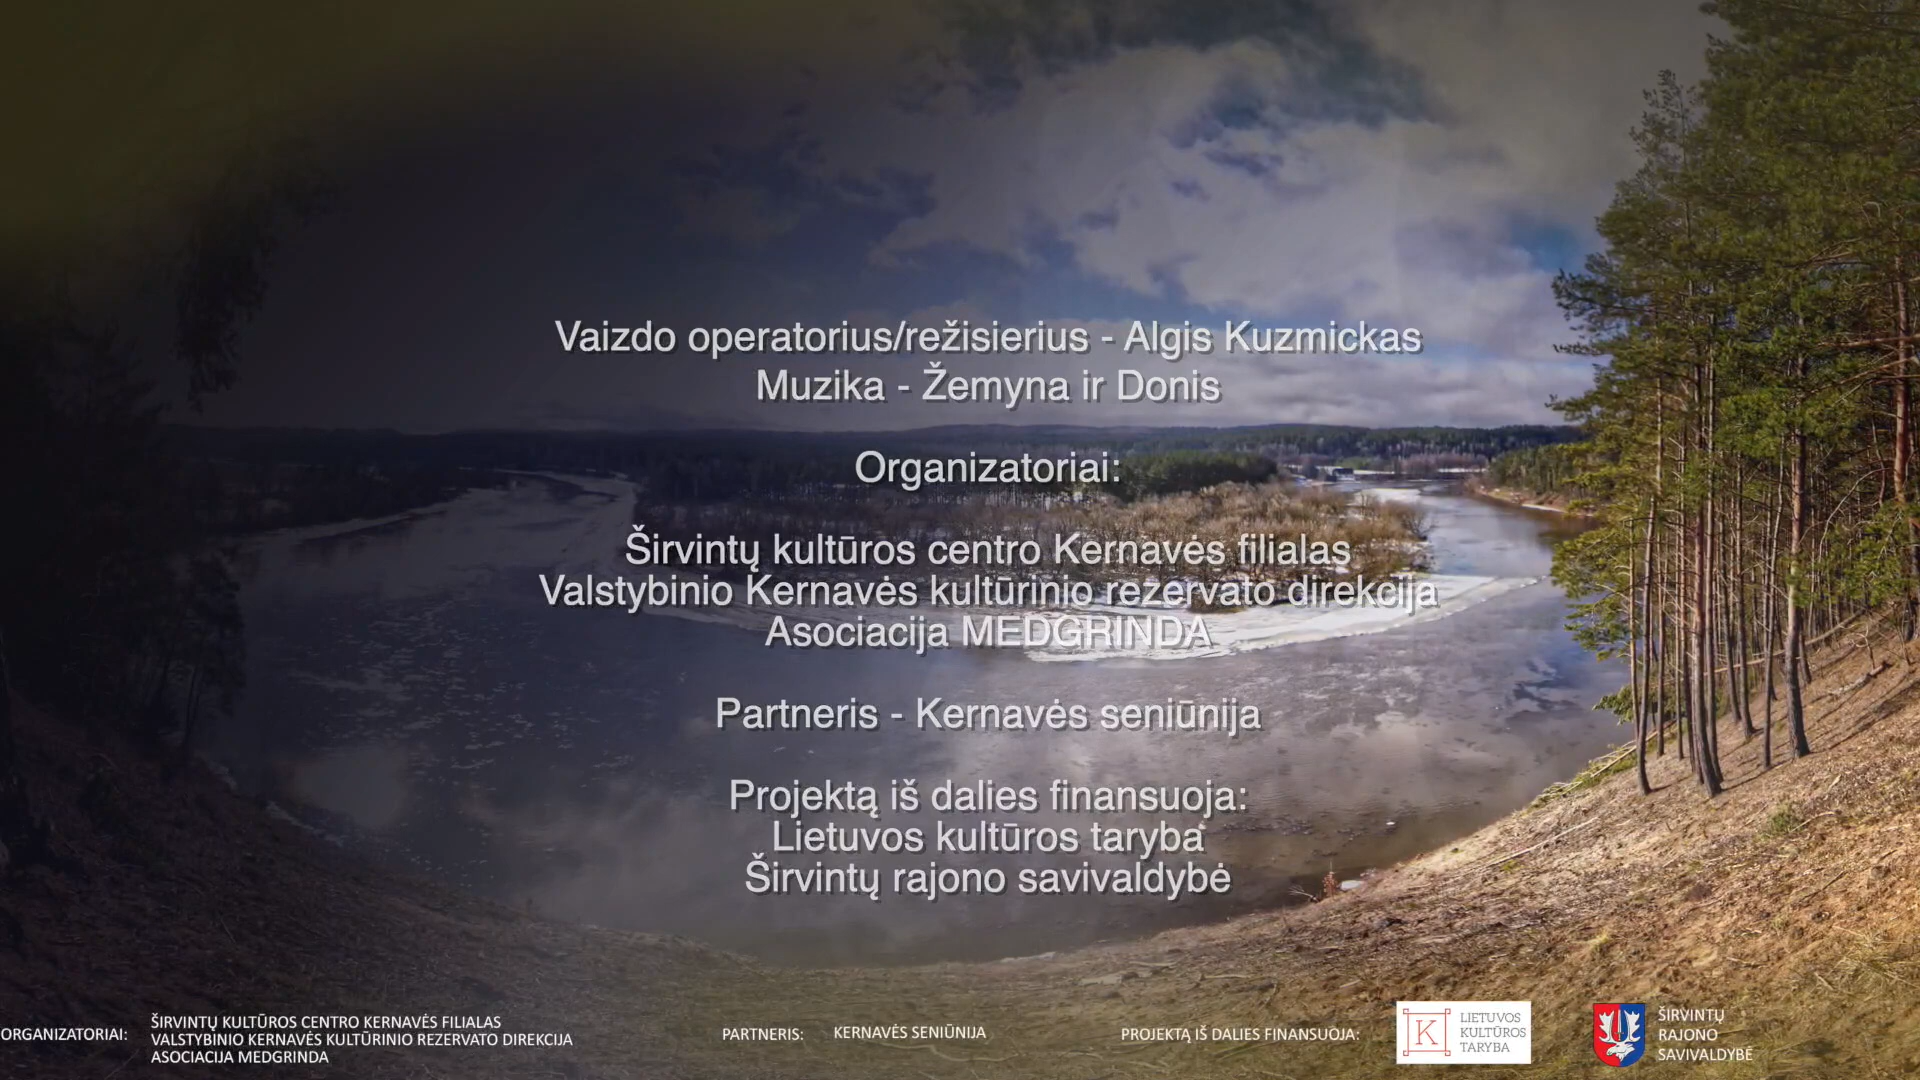 Vaizdo operatorius/režisierius - Algis Kuzmickas
Muzika - Žemyna ir Donis
Organizatoriai:
Širvintų kultūros centro Kernavės filialas
Valstybinio Kernavės kultūrinio rezervato direkcija
Asociacija MEDGRINDA
Partneris - Kernavės seniūnija
Projektą iš dalies finansuoja:
Lietuvos kultūros taryba
Širvintų rajono savivaldybė
ORGANIZATORIAI:
ŠIRVINTŲ KULTŪROS CENTRO KERNAVĖS FILIALAS
VALSTYBINIO KERNAVĖS KULTŪRINIO REZERVATO DIREKCIJA
ASOCIACIJA MEDGRINDA
PARTNERIS:
KERNAVĖS SENIŪNIJA
PROJEKTĄ IŠ DALIES FINANSUOJA:
K
LIETUVOS
KULTŪROS
TARYBA
ŠIRVINTŲ
RAJONO
SAVIVALDYBĖ